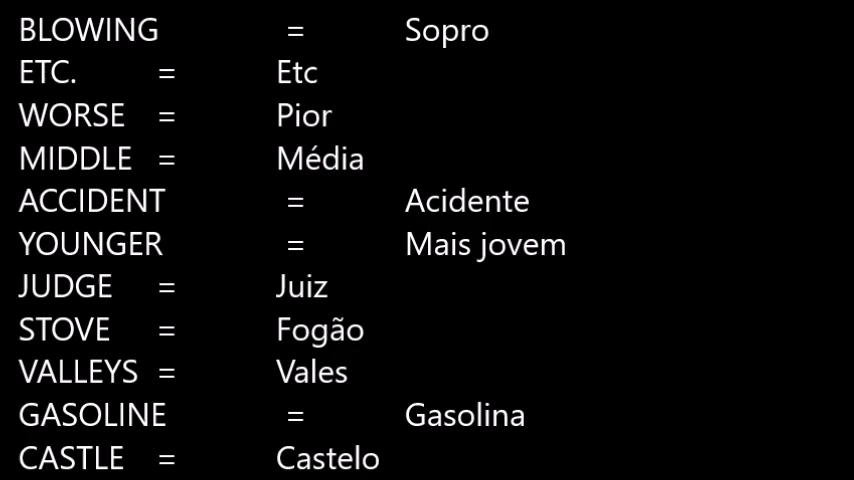 BLOWING = Sopro
ETC. = Etc
WORSE = Pior
MIDDLE = Média
ACCIDENT = Acidente
YOUNGER = Mais jovem
JUDGE = Juiz
STOVE = Fogão
VALLEYS = Vales
GASOLINE = Gasolina
CASTLE = Castelo